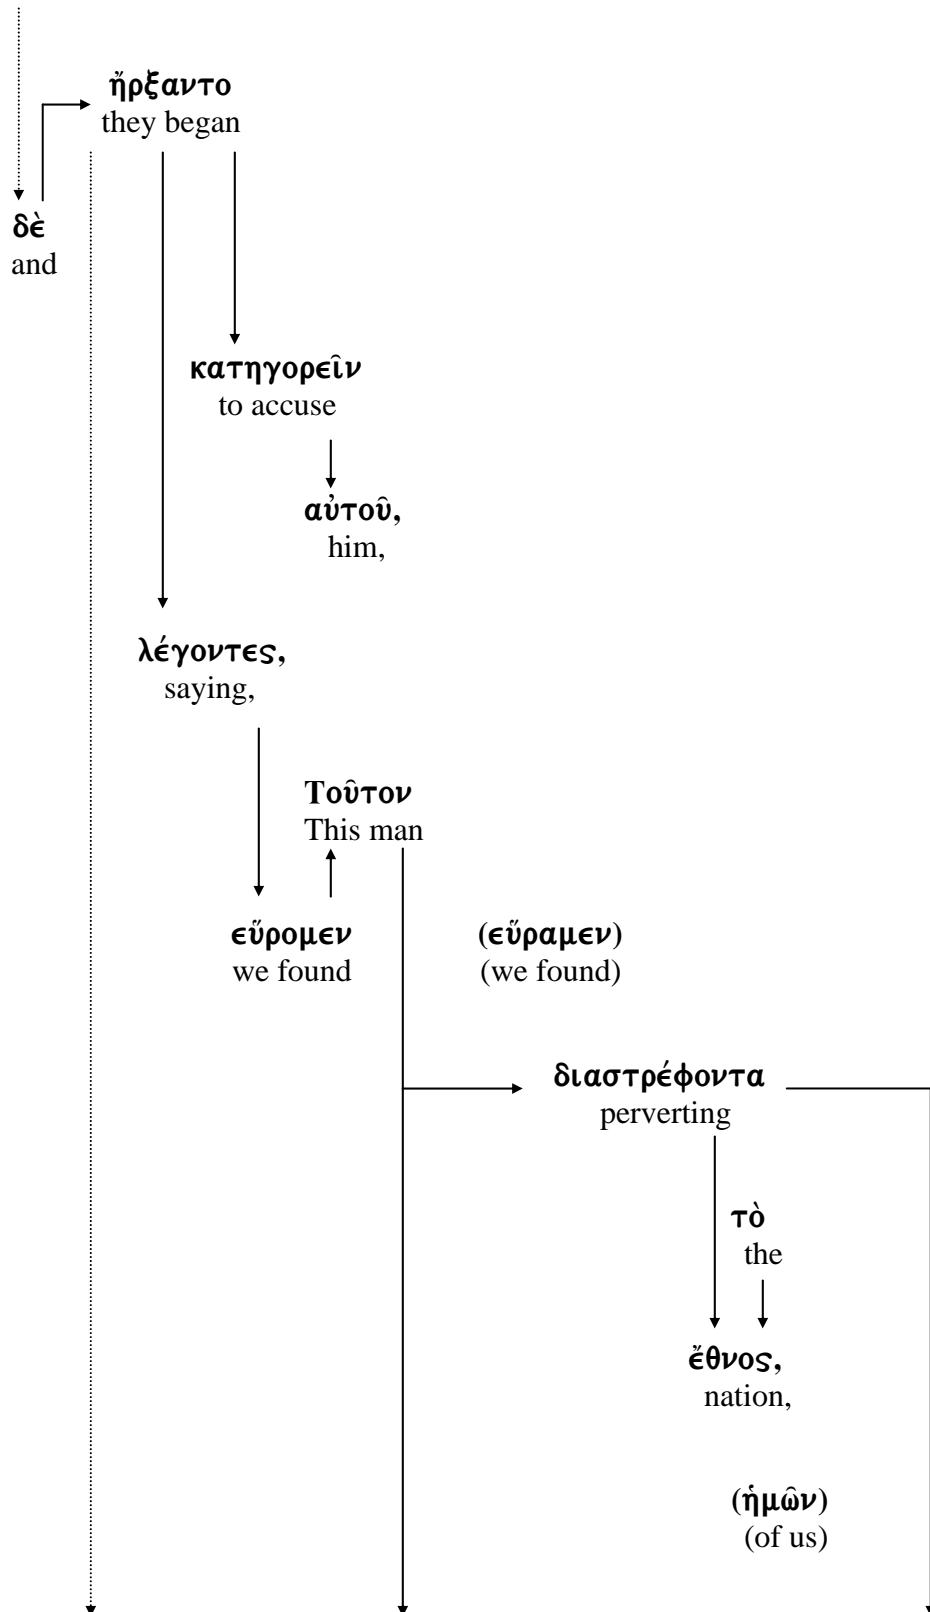 ἤρξαντο
they began
δὲ
and
κατηγορεῖν
to accuse
αὐτοῦ,
him,
λέγοντες,
saying,
Τοῦτον
This man
εὕρομεν (εὕραμεν)
we found (we found)
διαστρέφοντα
perverting
τὸ
the
ἔθνος,
nation,
(ἡμῶν)
(of us)